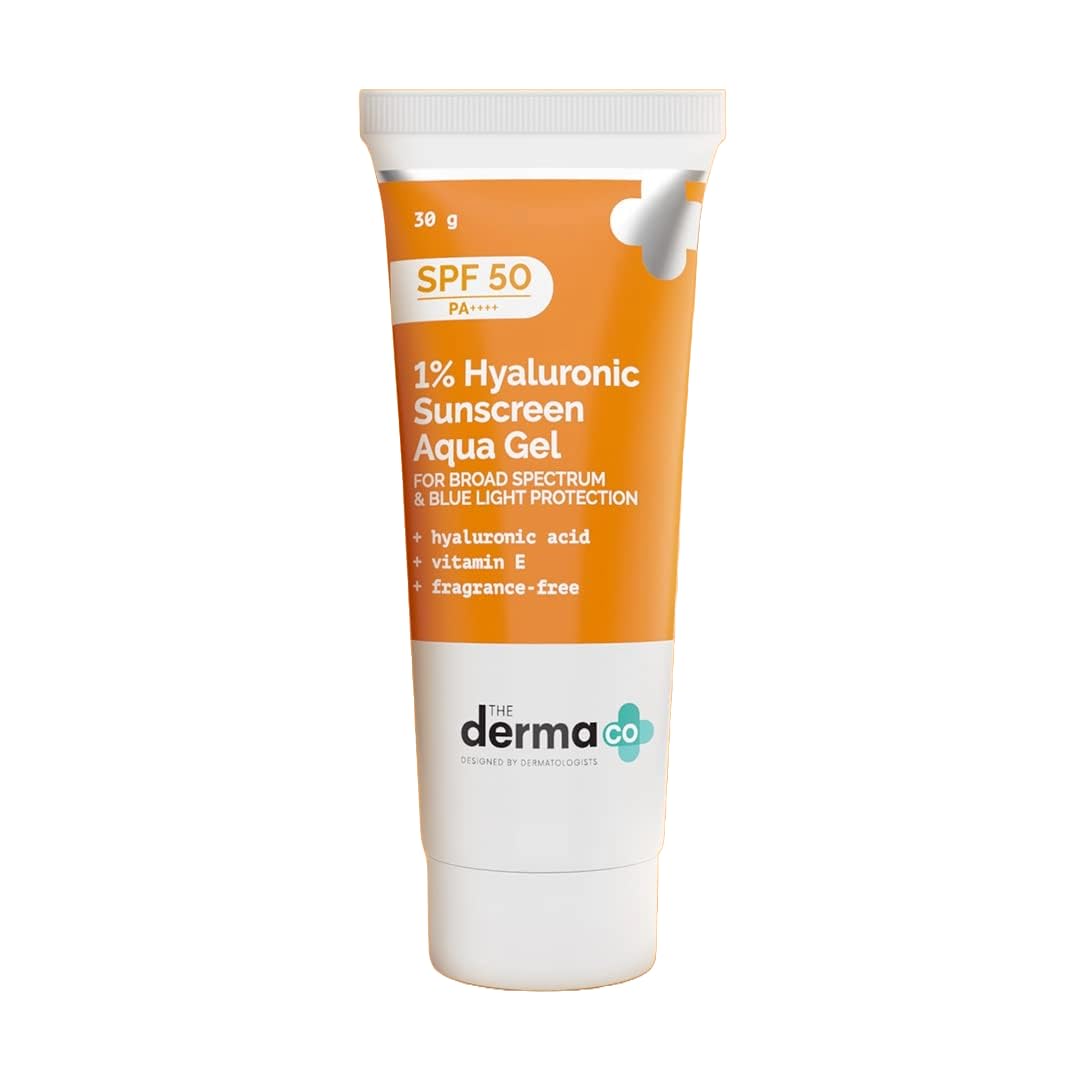 30 g
SPF 50
PA++++
1% Hyaluronic
Sunscreen
Aqua Gel
FOR BROAD SPECTRUM
& BLUE LIGHT PROTECTION
+ hyaluronic acid
+ vitamin E
+ fragrance-free
THE
derma co
DESIGNED BY DERMATOLOGISTS